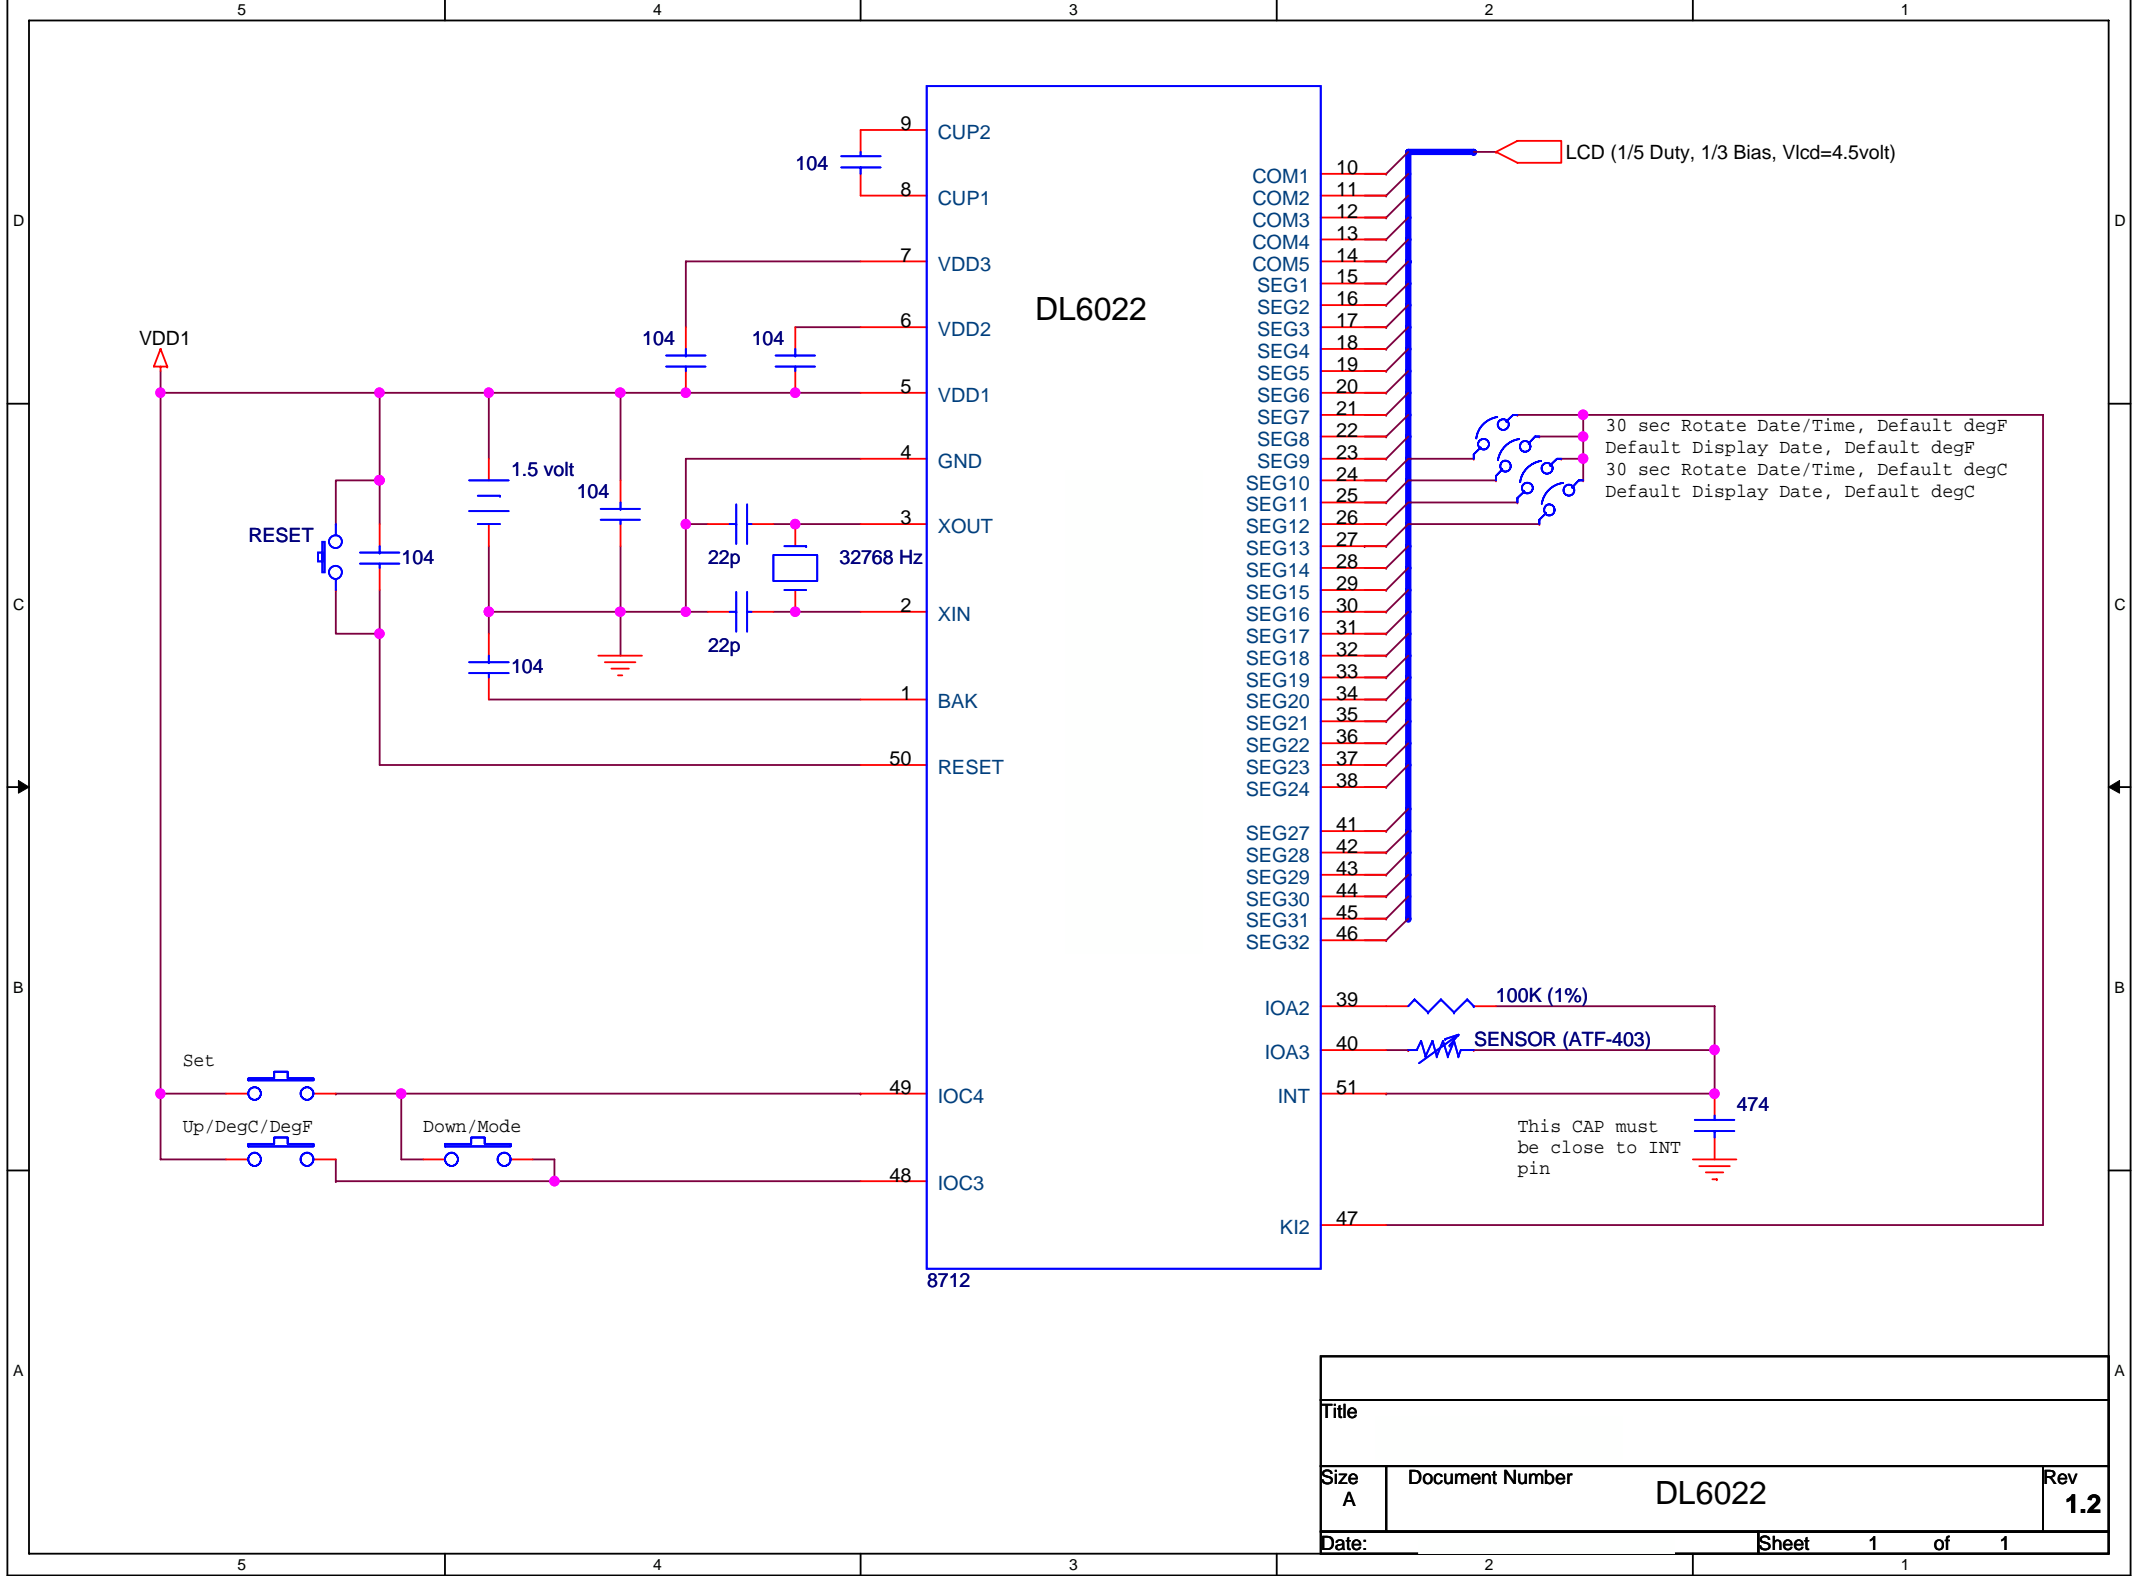 5 4 3 2 1
D D
C C
B B
A A
9 CUP2
104
8 CUP1
7 VDD3
6 VDD2
104 104
VDD1
5 VDD1
4 GND
1.5 volt
104
3 XOUT
RESET
104
22p
32768 Hz
2 XIN
22p
104
1 BAK
50 RESET
Set
49 IOC4
Up/DegC/DegF
Down/Mode
48 IOC3
DL6022
8712
LCD (1/5 Duty, 1/3 Bias, Vlcd=4.5volt)
COM1 10
COM2 11
COM3 12
COM4 13
COM5 14
SEG1 15
SEG2 16
SEG3 17
SEG4 18
SEG5 19
SEG6 20
SEG7 21
SEG8 22
SEG9 23
SEG10 24
SEG11 25
SEG12 26
SEG13 27
SEG14 28
SEG15 29
SEG16 30
SEG17 31
SEG18 32
SEG19 33
SEG20 34
SEG21 35
SEG22 36
SEG23 37
SEG24 38
SEG27 41
SEG28 42
SEG29 43
SEG30 44
SEG31 45
SEG32 46
30 sec Rotate Date/Time, Default degF
Default Display Date, Default degF
30 sec Rotate Date/Time, Default degC
Default Display Date, Default degC
IOA2 39
100K (1%)
IOA3 40
SENSOR (ATF-403)
INT 51
474
This CAP must
be close to INT
pin
KI2 47
Title
Size
A
Document Number
DL6022
Rev
1.2
Date:
Sheet 1 of 1
5 4 3 2 1